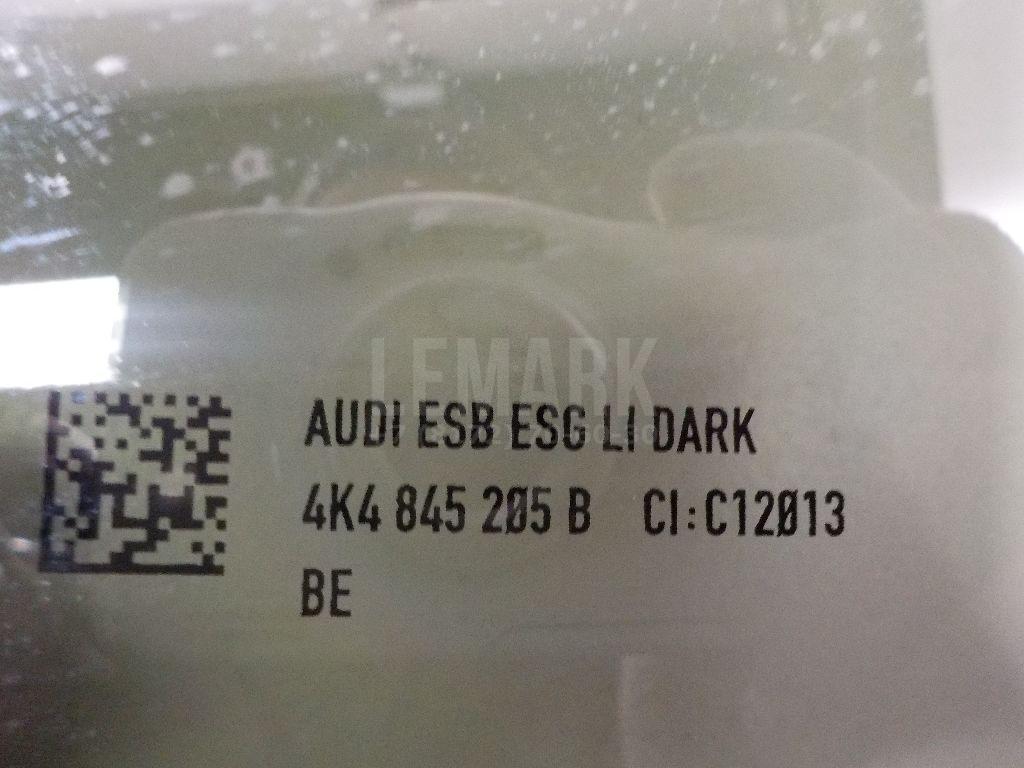 LEMARK
AUDI ESB ESG LI DARK
4K4 845 205 B CI:C12013
BE